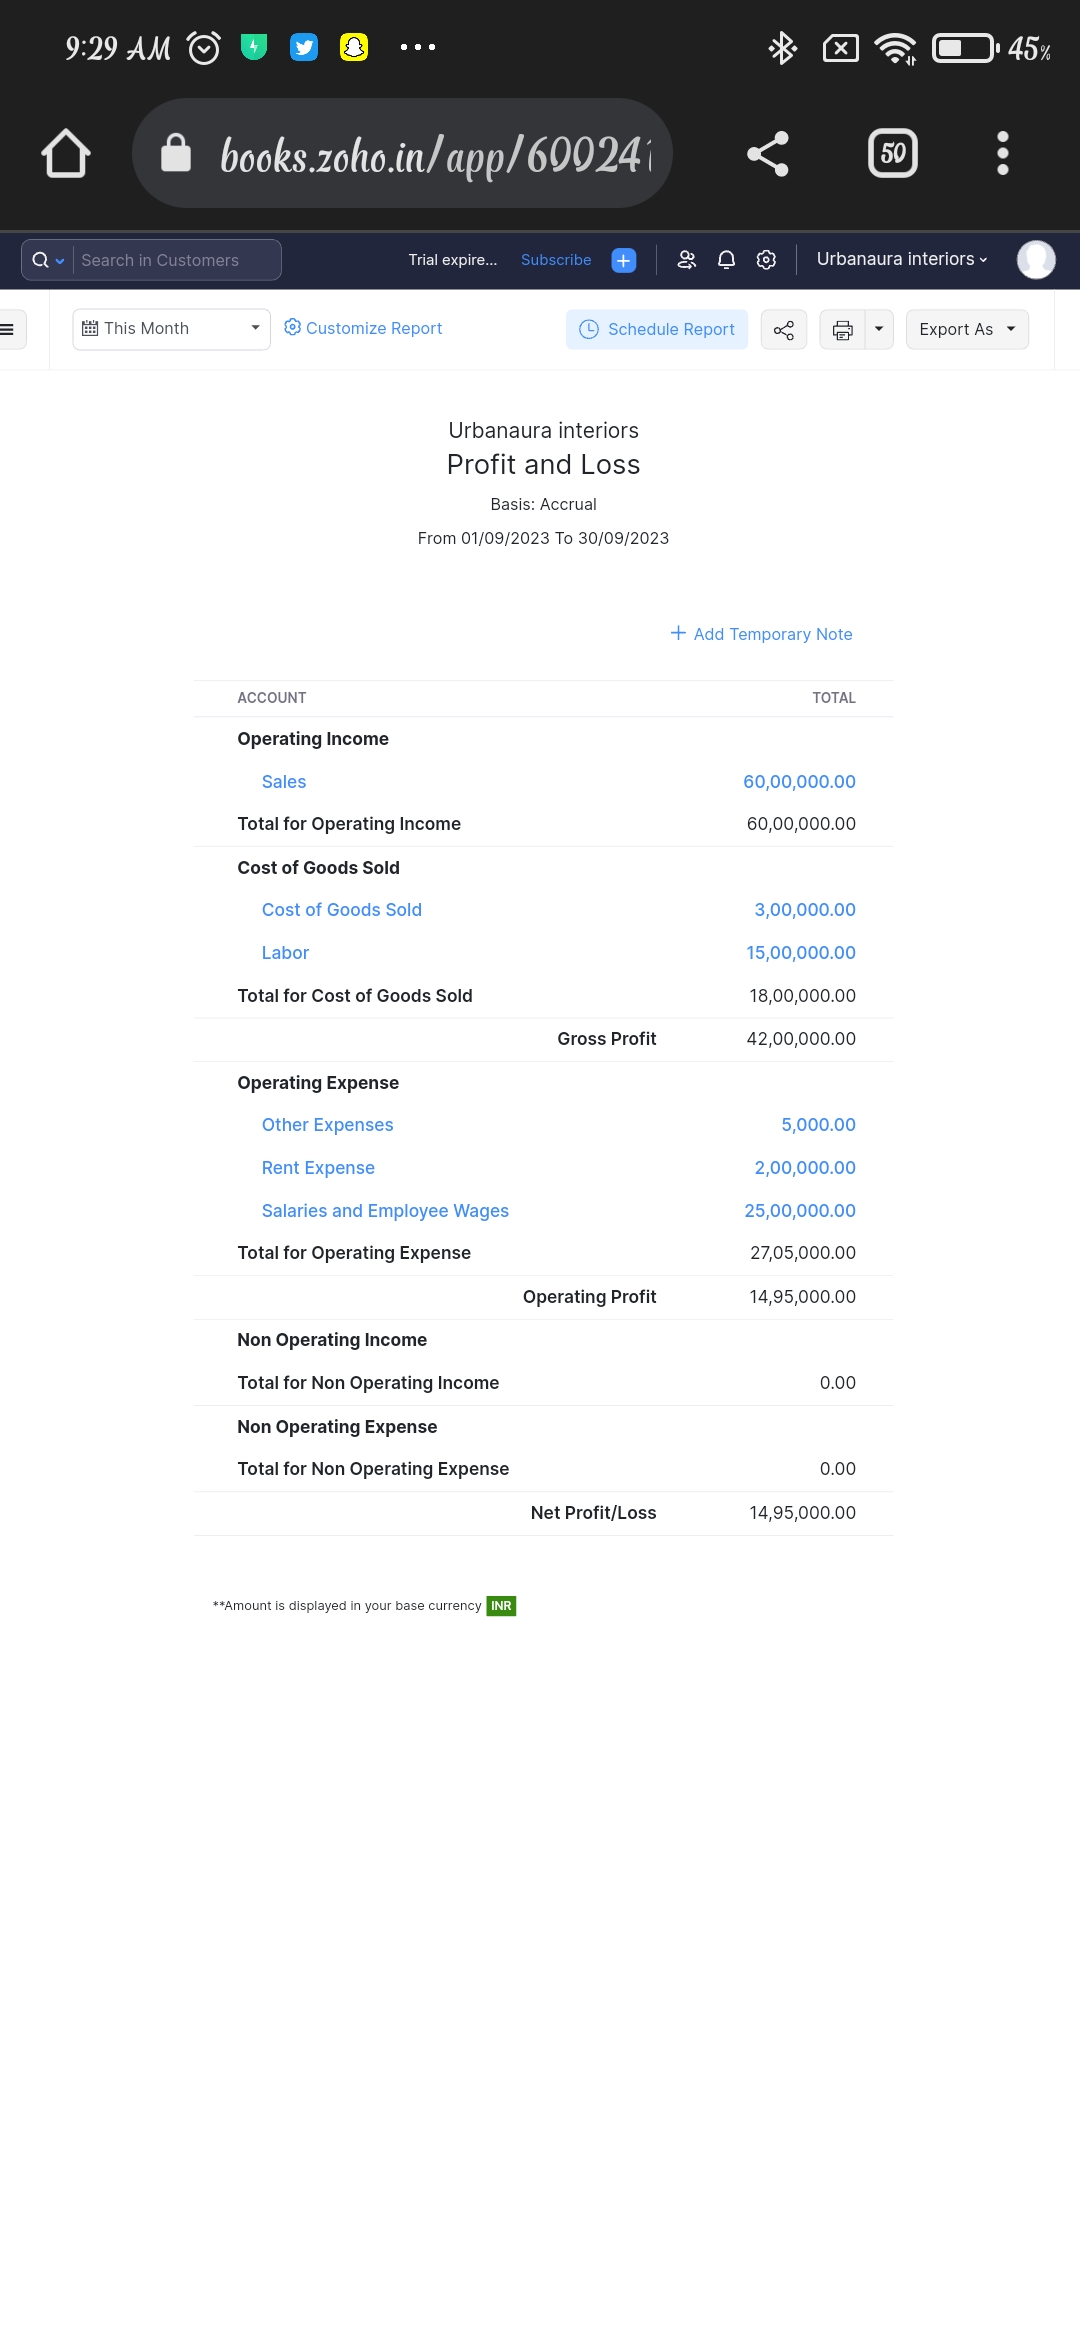 9:29 AM 45%
books.zoho.in/app/600241
50
Search in Customers Trial expire... Subscribe Urbanaura interiors
This Month Customize Report Schedule Report Export As
Urbanaura interiors
Profit and Loss
Basis: Accrual
From 01/09/2023 To 30/09/2023
+ Add Temporary Note
ACCOUNT TOTAL
Operating Income
Sales 60,00,000.00
Total for Operating Income 60,00,000.00
Cost of Goods Sold
Cost of Goods Sold 3,00,000.00
Labor 15,00,000.00
Total for Cost of Goods Sold 18,00,000.00
Gross Profit 42,00,000.00
Operating Expense
Other Expenses 5,000.00
Rent Expense 2,00,000.00
Salaries and Employee Wages 25,00,000.00
Total for Operating Expense 27,05,000.00
Operating Profit 14,95,000.00
Non Operating Income
Total for Non Operating Income 0.00
Non Operating Expense
Total for Non Operating Expense 0.00
Net Profit/Loss 14,95,000.00
**Amount is displayed in your base currency INR